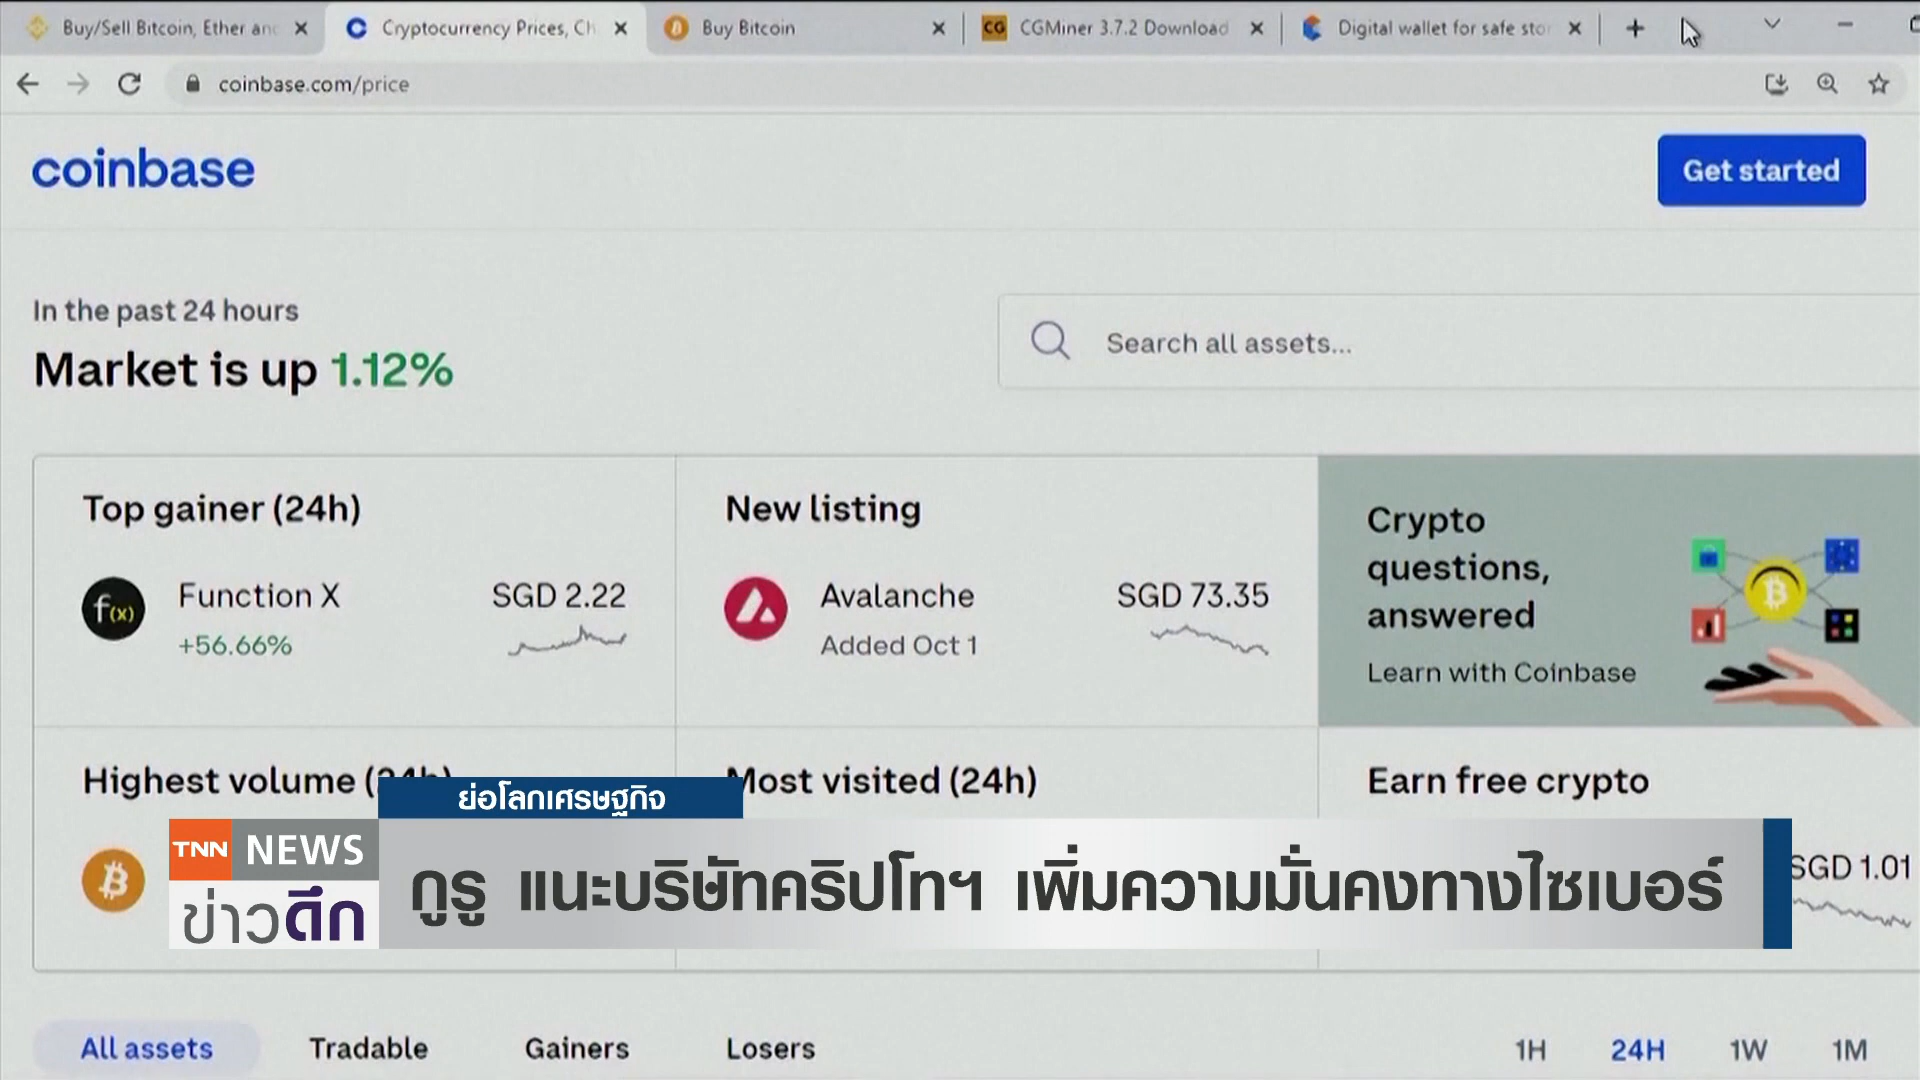 Buy/Sell Bitcoin, Ether and
Cryptocurrency Prices, Ch
Buy Bitcoin
CG
CGMiner 3.7.2 Download
Digital wallet for safe stor
coinbase.com/price
coinbase
Get started
In the past 24 hours
Market is up 1.12%
Search all assets...
Top gainer (24h)
f(x)
Function X
SGD 2.22
+56.66%
New listing
Avalanche
SGD 73.35
Added Oct 1
Crypto
questions,
answered
Learn with Coinbase
Highest volume (24h)
Most visited (24h)
Earn free crypto
SGD 1.01
ย่อโลกเศรษฐกิจ
TNN NEWS
ข่าวดึก
กูรู แนะบริษัทคริปโทฯ เพิ่มความมั่นคงทางไซเบอร์
All assets
Tradable
Gainers
Losers
1H
24H
1W
1M